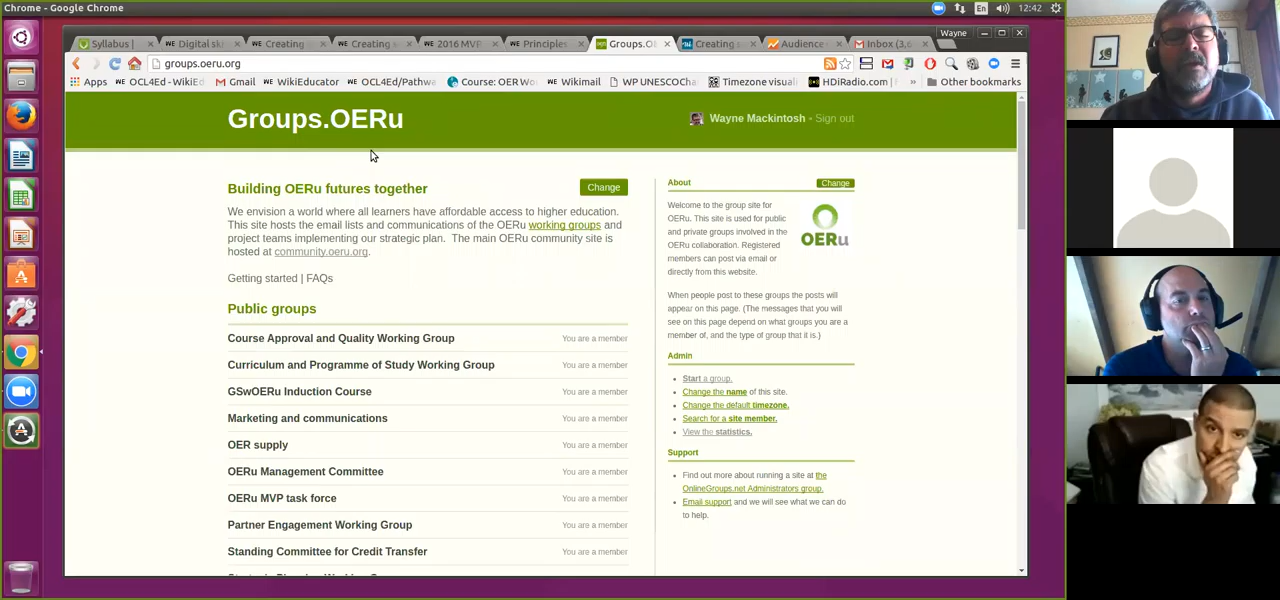 Chrome - Google Chrome
En
12:42
Wayne
Syllabus |
Digital sk
Creating
Creating s
2016 MVP
Principles
Groups.O
Creating s
Audience
Inbox (3,6
groups.oeru.org
Apps
OCL4Ed - WikiEd
Gmail
WikiEducator
OCL4Ed/Pathwa
Course: OER Wo
Wikimail
WP UNESCOChai
Timezone visuali
HDiRadio.com
»
Other bookmarks
Groups.OERu
Wayne Mackintosh • Sign out
Building OERu futures together
Change
We envision a world where all learners have affordable access to higher education.
This site hosts the email lists and communications of the OERu working groups and
project teams implementing our strategic plan. The main OERu community site is
hosted at community.oeru.org.
Getting started | FAQs
Public groups
Course Approval and Quality Working Group
You are a member
Curriculum and Programme of Study Working Group
You are a member
GSwOERu Induction Course
You are a member
Marketing and communications
You are a member
OER supply
You are a member
OERu Management Committee
You are a member
OERu MVP task force
You are a member
Partner Engagement Working Group
You are a member
Standing Committee for Credit Transfer
You are a member
About
Change
Welcome to the group site for
OERu. This site is used for public
and private groups involved in the
OERu collaboration. Registered
members can post via email or
directly from this website.
OERu
When people post to these groups the posts will
appear on this page. (The messages that you will
see on this page depend on what groups you are a
member of, and the type of group that it is.)
Admin
Start a group.
Change the name of this site.
Change the default timezone.
Search for a site member.
View the statistics.
Support
Find out more about running a site at the
OnlineGroups.net Administrators group.
Email support and we will see what we can do
to help.